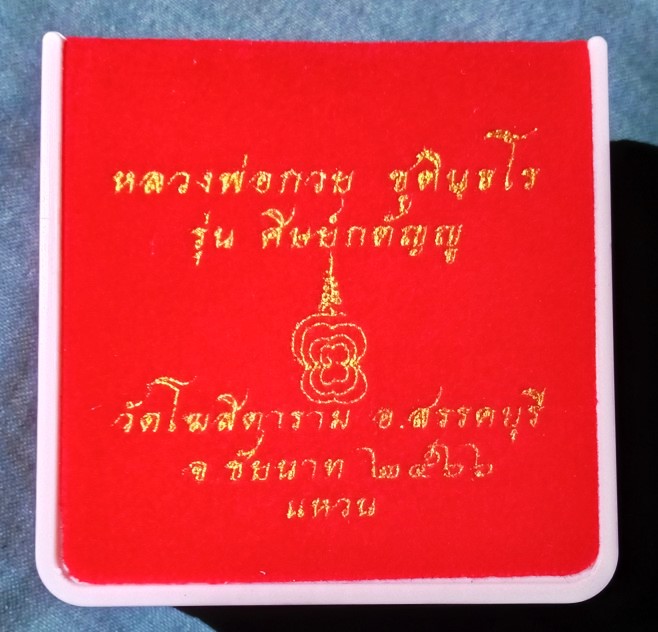 หลวงพ่อกวย ชุตินฺธโร
รุ่น ศิษย์กตัญญู
วัดโฆสิตาราม อ.สรรคบุรี
จ ชัยนาท ๒๕๖๖
แหวน